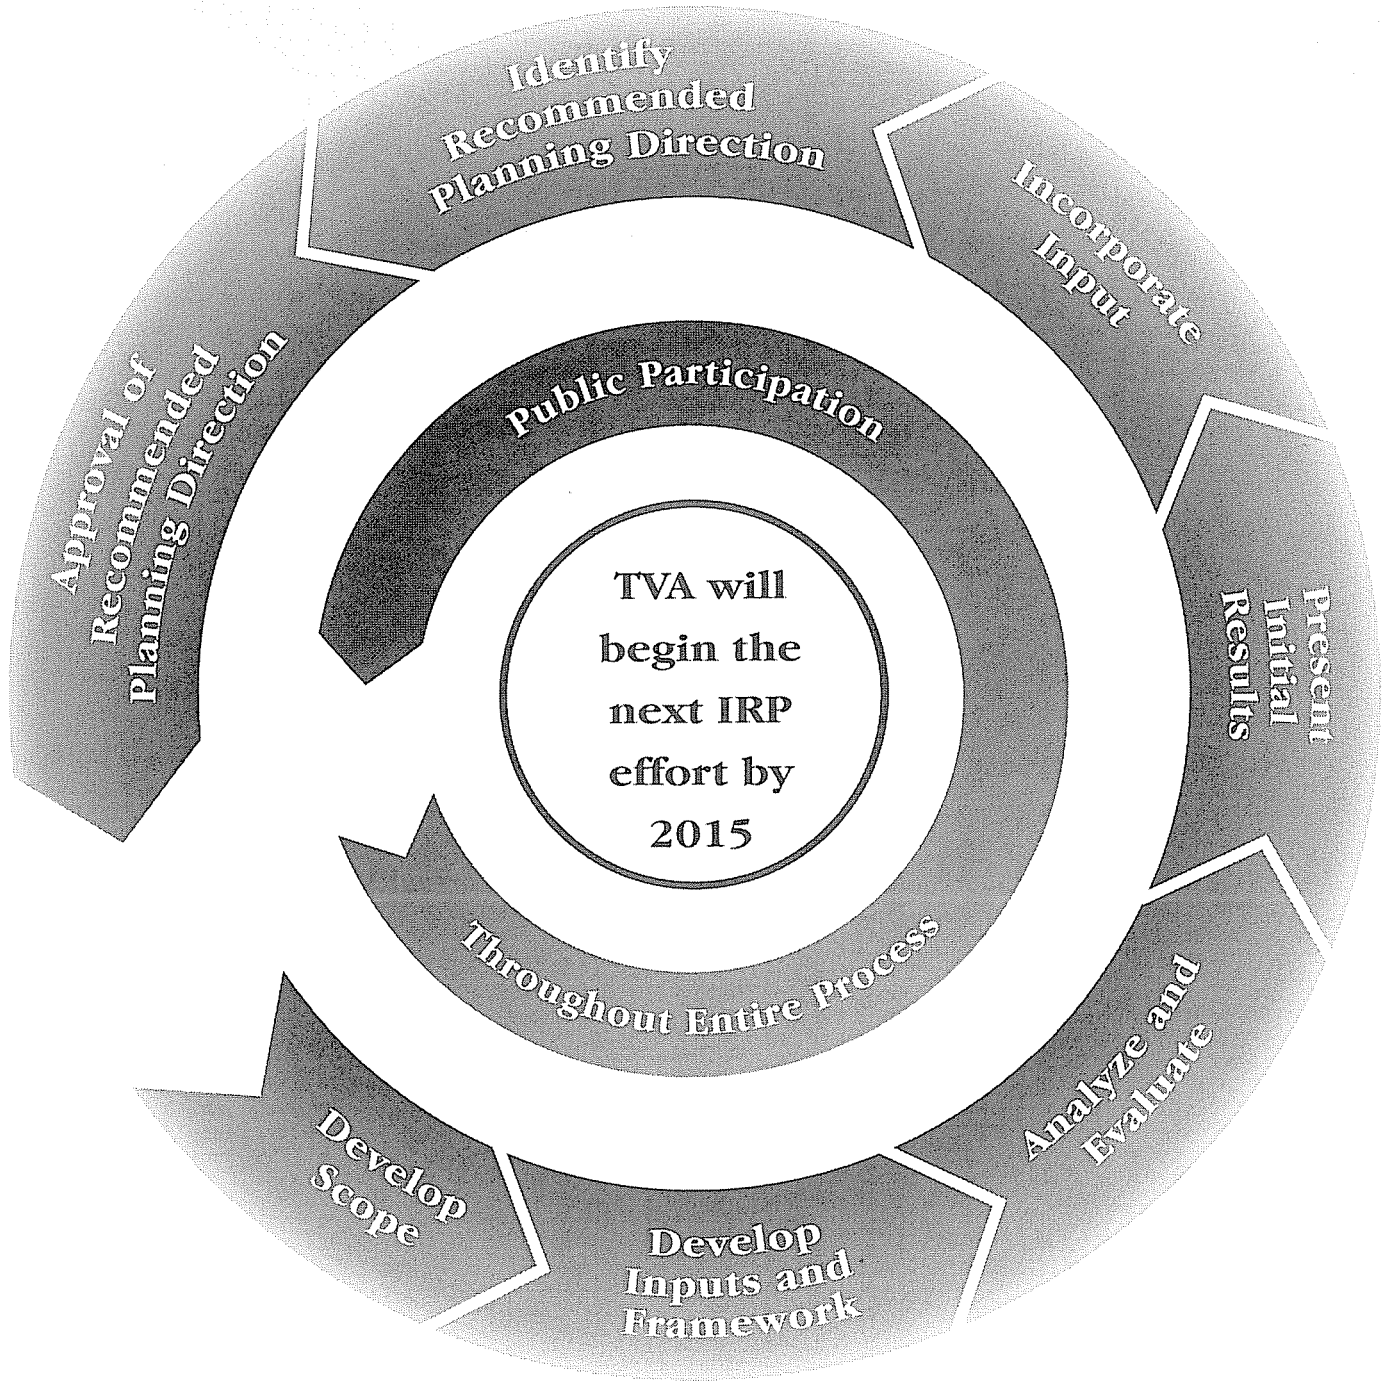 Identify
Recommended
Planning Direction
Incorporate
Input
Present
Initial
Results
Analyze and
Evaluate
Develop
Inputs and
Framework
Develop
Scope
Approval of
Recommended
Planning Direction
Public Participation
Throughout Entire Process
TVA will
begin the
next IRP
effort by
2015